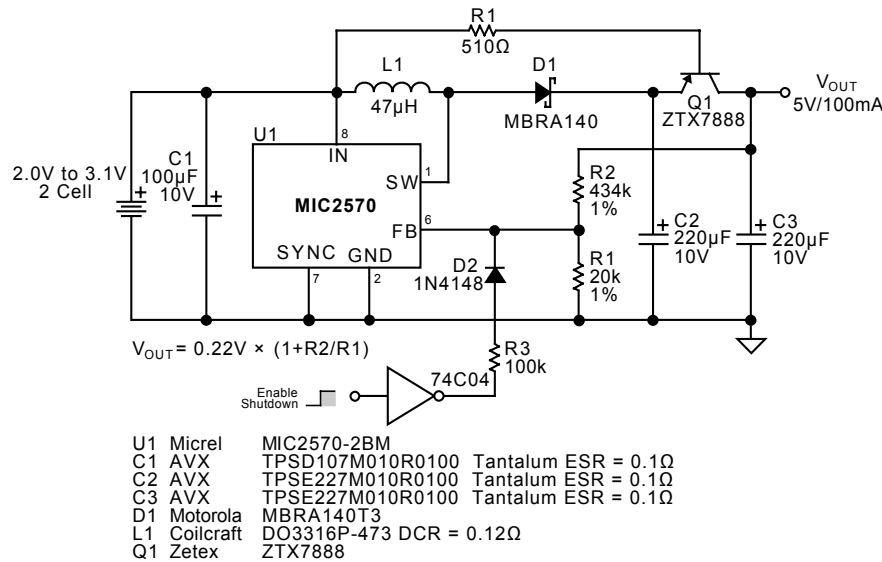 R1
510Ω
L1
47µH
D1
MBRA140
Q1
ZTX7888
VOUT
5V/100mA
2.0V to 3.1V
2 Cell
C1
100µF
10V
U1
8
IN
SW
1
MIC2570
FB
6
SYNC
GND
7
2
R2
434k
1%
R1
20k
1%
D2
1N4148
C2
220µF
10V
C3
220µF
10V
VOUT = 0.22V × (1+R2/R1)
R3
100k
74C04
Enable
Shutdown
U1 Micrel MIC2570-2BM
C1 AVX TPSD107M010R0100 Tantalum ESR = 0.1Ω
C2 AVX TPSE227M010R0100 Tantalum ESR = 0.1Ω
C3 AVX TPSE227M010R0100 Tantalum ESR = 0.1Ω
D1 Motorola MBRA140T3
L1 Coilcraft DO3316P-473 DCR = 0.12Ω
Q1 Zetex ZTX7888